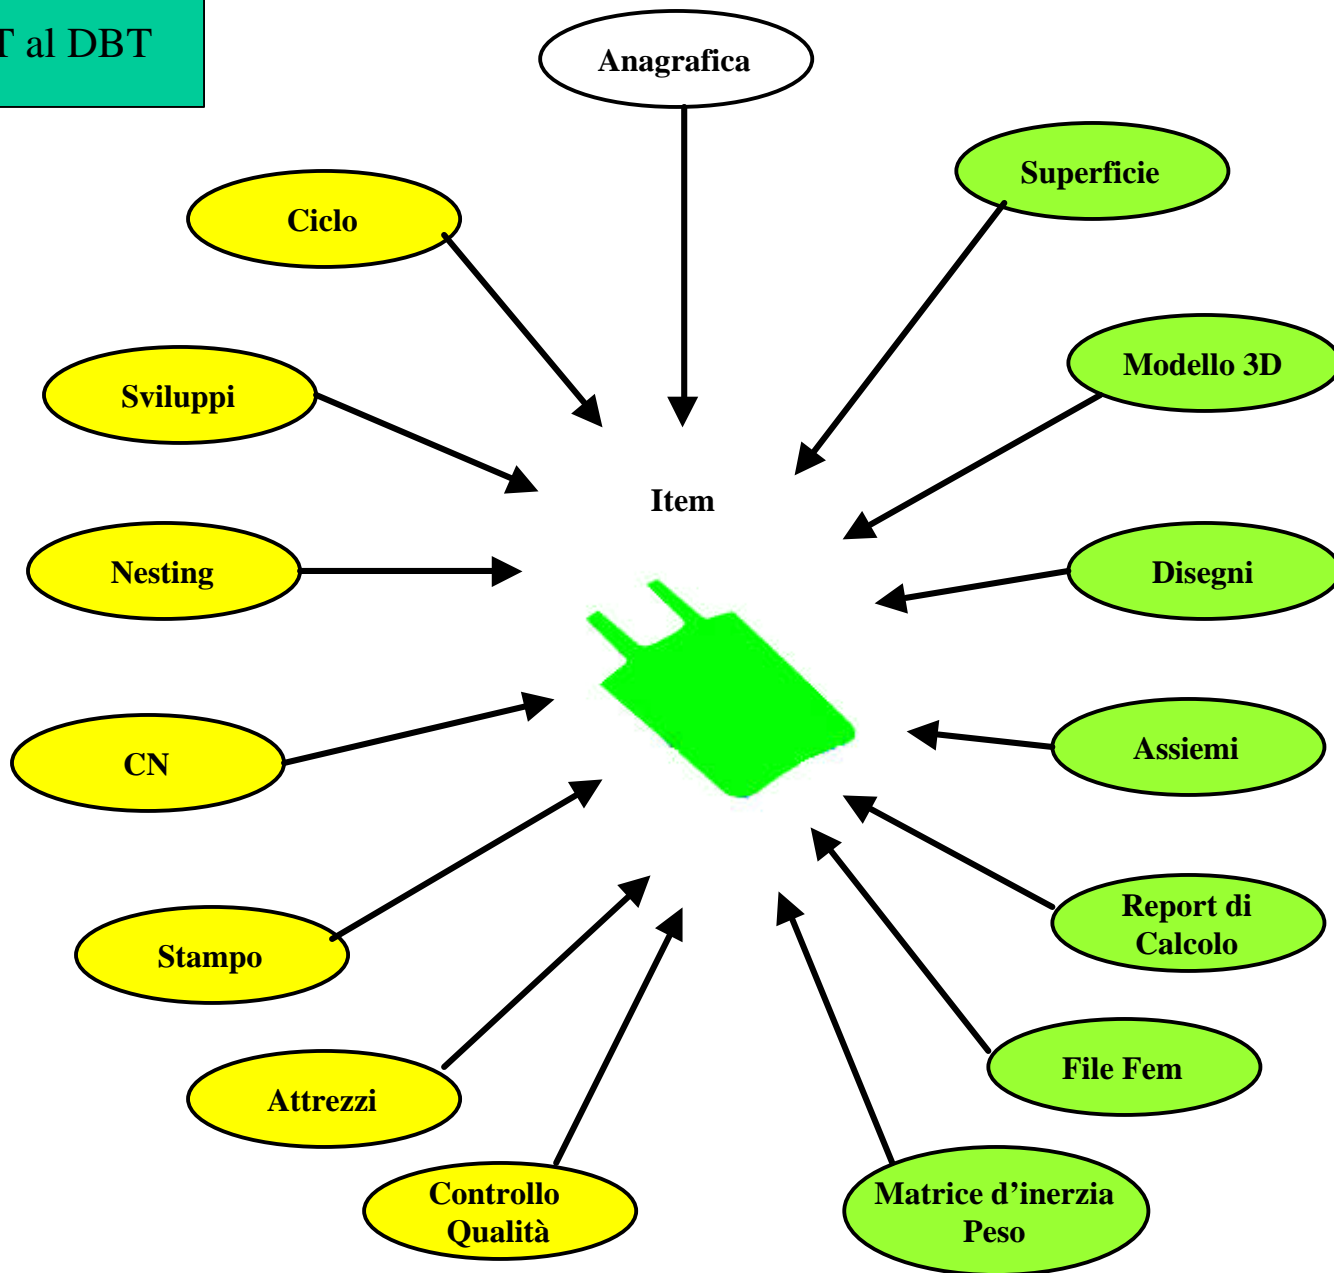 al DBT
Anagrafica
Superficie
Ciclo
Modello 3D
Sviluppi
Item
Nesting
Disegni
CN
Assiemi
Report di
Calcolo
Stampo
File Fem
Attrezzi
Controllo
Qualità
Matrice d’inerzia
Peso